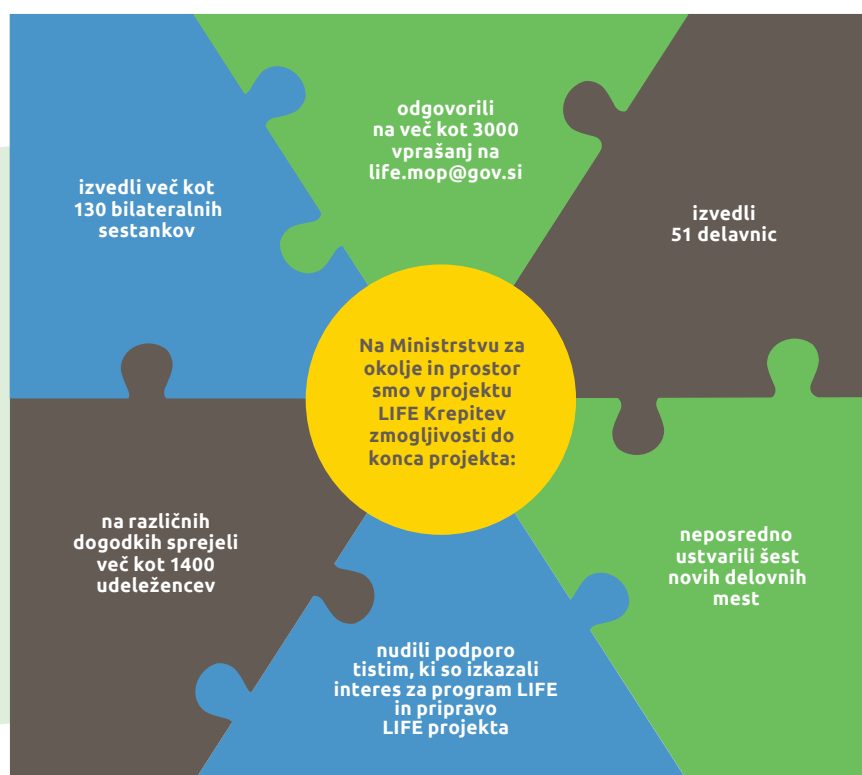 Na Ministrstvu za
okolje in prostor
smo v projektu
LIFE Krepitev
zmogljivosti do
konca projekta:
izvedli več kot
130 bilateralnih
sestankov
odgovorili
na več kot 3000
vprašanj na
life.mop@gov.si
izvedli
51 delavnic
neposredno
ustvarili šest
novih delovnih
mest
nudili podporo
tistim, ki so izkazali
interes za program LIFE
in pripravo
LIFE projekta
na različnih
dogodkih sprejeli
več kot 1400
udeležencev